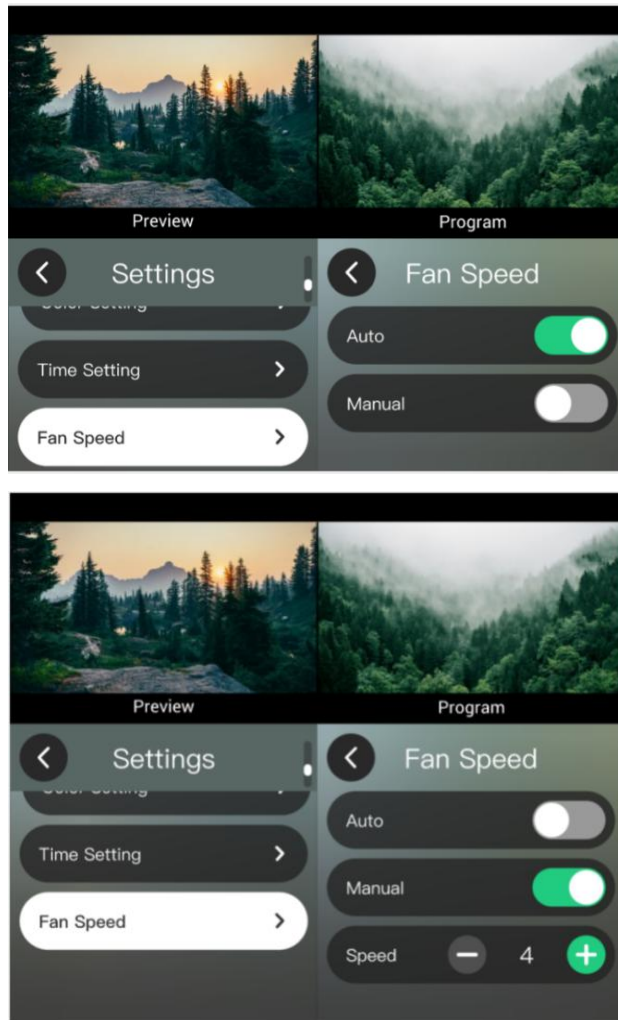 Preview
Program
Settings
Fan Speed
Auto
Time Setting
Manual
Fan Speed
Preview
Program
Settings
Fan Speed
Auto
Time Setting
Manual
Fan Speed
Speed
4